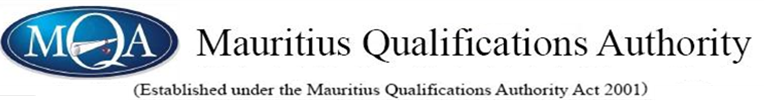 MQA Mauritius Qualifications Authority
(Established under the Mauritius Qualifications Authority Act 2001)